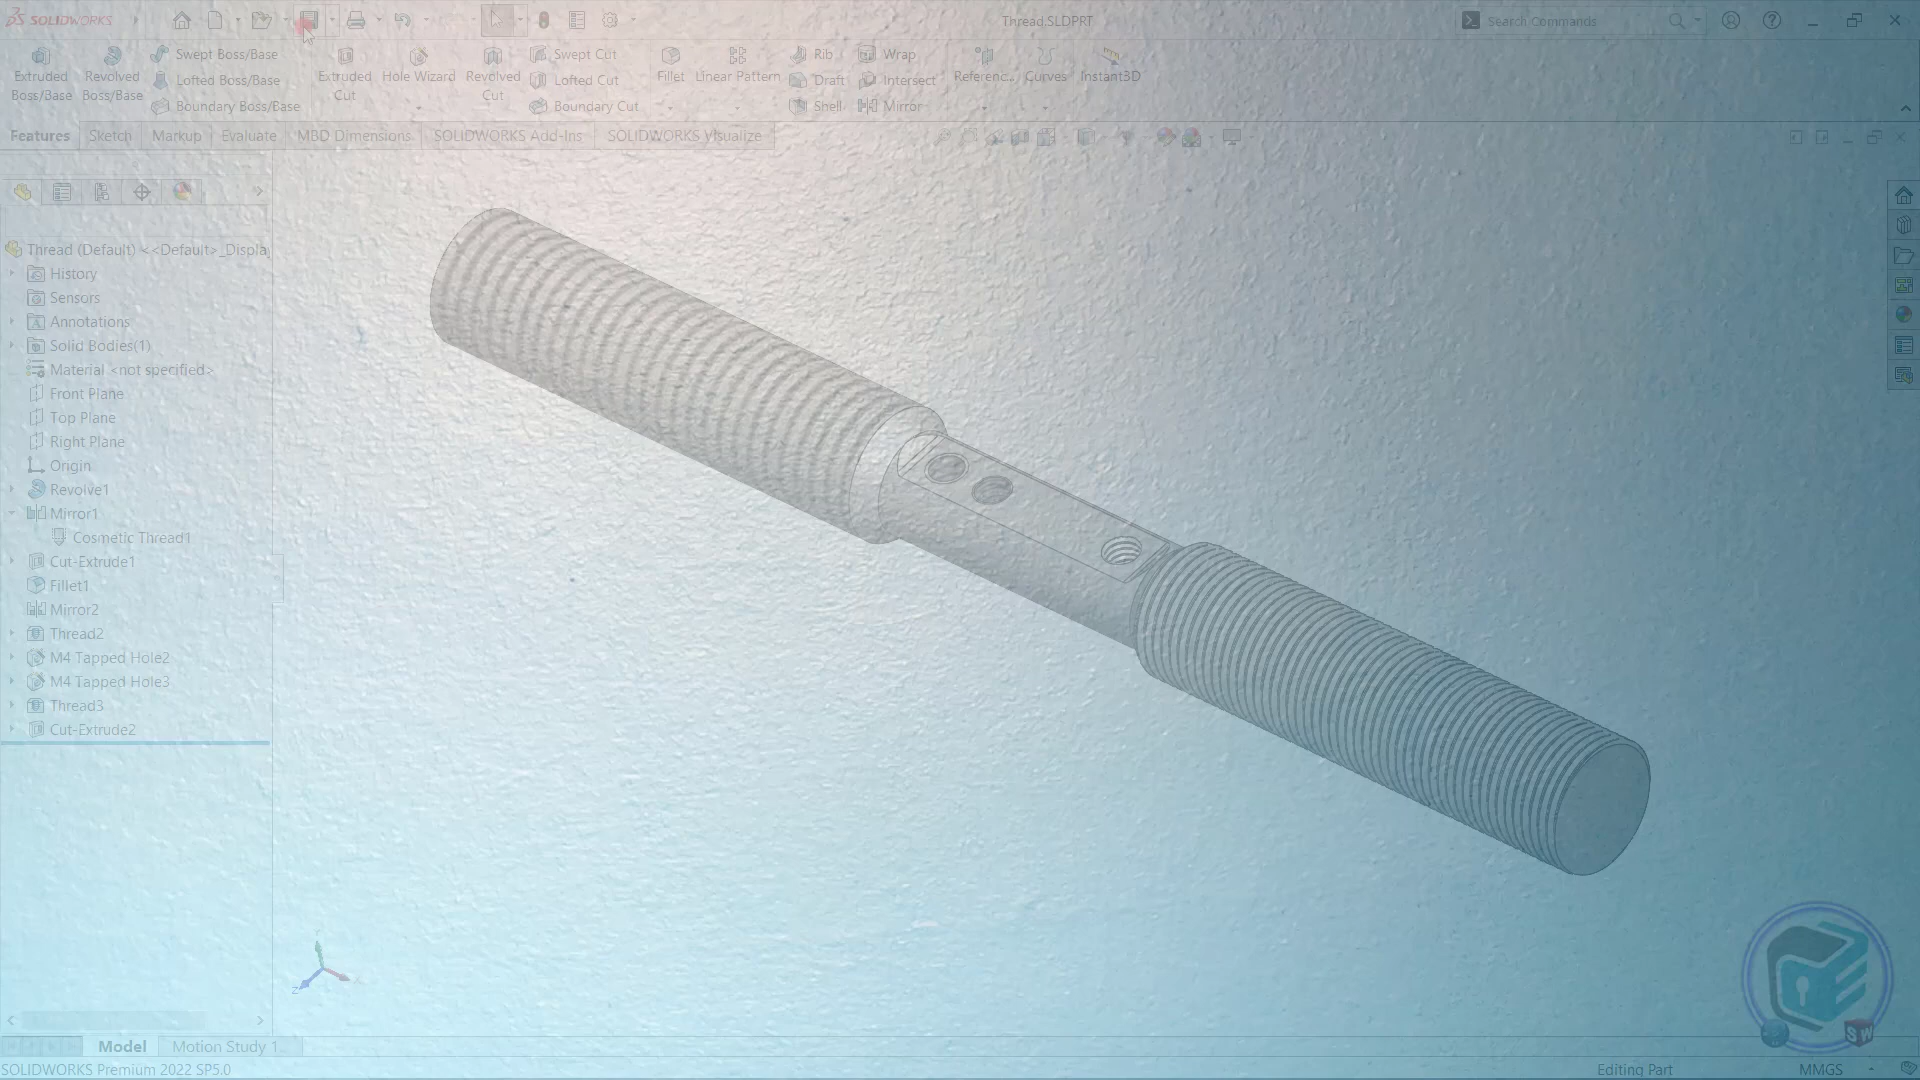 SOLIDWORKS
Thread.SLDPRT
Search Commands
Extruded Boss/Base
Revolved Boss/Base
Swept Boss/Base
Lofted Boss/Base
Boundary Boss/Base
Extruded Cut
Hole Wizard
Revolved Cut
Swept Cut
Lofted Cut
Boundary Cut
Fillet
Linear Pattern
Rib
Draft
Shell
Wrap
Intersect
Mirror
Referenc...
Curves
Instant3D
Features
Sketch
Markup
Evaluate
MBD Dimensions
SOLIDWORKS Add-Ins
SOLIDWORKS Visualize
Thread (Default) <<Default>_Displa
History
Sensors
Annotations
Solid Bodies(1)
Material <not specified>
Front Plane
Top Plane
Right Plane
Origin
Revolve1
Mirror1
Cosmetic Thread1
Cut-Extrude1
Fillet1
Mirror2
Thread2
M4 Tapped Hole2
M4 Tapped Hole3
Thread3
Cut-Extrude2
Z
SW
Model
Motion Study 1
SOLIDWORKS Premium 2022 SP5.0
Editing Part
MMGS